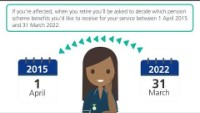 If you're affected, when you retire you'll be asked to decide which pension
scheme benefits you'd like to receive for your service between 1 April 2015
and 31 March 2022.
2015
1
April
2022
31
March